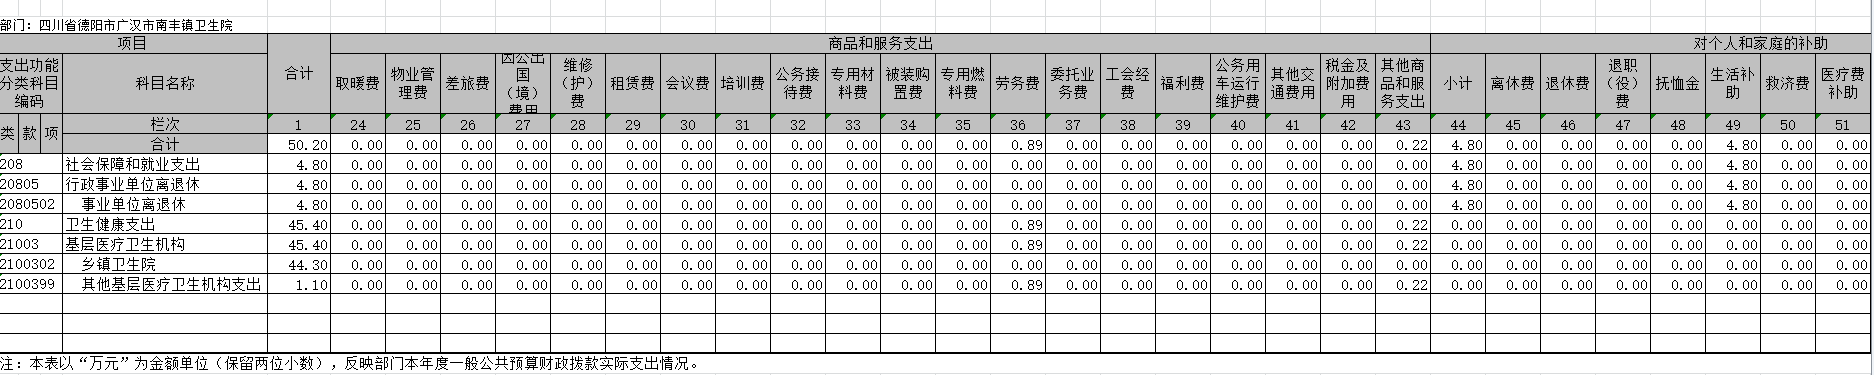 部门：四川省德阳市广汉市南丰镇卫生院
项目 合计 商品和服务支出 对个人和家庭的补助
支出功能分类科目编码 科目名称 取暖费 物业管理费 差旅费 因公出国（境）费用 维修（护）费 租赁费 会议费 培训费 公务接待费 专用材料费 被装购置费 专用燃料费 劳务费 委托业务费 工会经费 福利费 公务用车运行维护费 其他交通费用 税金及附加费用 其他商品和服务支出 小计 离休费 退休费 退职（役）费 抚恤金 生活补助 救济费 医疗费补助
类 款 项 栏次 1 24 25 26 27 28 29 30 31 32 33 34 35 36 37 38 39 40 41 42 43 44 45 46 47 48 49 50 51
合计 50.20 0.00 0.00 0.00 0.00 0.00 0.00 0.00 0.00 0.00 0.00 0.00 0.00 0.89 0.00 0.00 0.00 0.00 0.00 0.00 0.22 4.80 0.00 0.00 0.00 0.00 4.80 0.00 0.00
208 社会保障和就业支出 4.80 0.00 0.00 0.00 0.00 0.00 0.00 0.00 0.00 0.00 0.00 0.00 0.00 0.00 0.00 0.00 0.00 0.00 0.00 0.00 0.00 4.80 0.00 0.00 0.00 0.00 4.80 0.00 0.00
20805 行政事业单位离退休 4.80 0.00 0.00 0.00 0.00 0.00 0.00 0.00 0.00 0.00 0.00 0.00 0.00 0.00 0.00 0.00 0.00 0.00 0.00 0.00 0.00 4.80 0.00 0.00 0.00 0.00 4.80 0.00 0.00
2080502 事业单位离退休 4.80 0.00 0.00 0.00 0.00 0.00 0.00 0.00 0.00 0.00 0.00 0.00 0.00 0.00 0.00 0.00 0.00 0.00 0.00 0.00 0.00 4.80 0.00 0.00 0.00 0.00 4.80 0.00 0.00
210 卫生健康支出 45.40 0.00 0.00 0.00 0.00 0.00 0.00 0.00 0.00 0.00 0.00 0.00 0.00 0.89 0.00 0.00 0.00 0.00 0.00 0.00 0.22 0.00 0.00 0.00 0.00 0.00 0.00 0.00 0.00
21003 基层医疗卫生机构 45.40 0.00 0.00 0.00 0.00 0.00 0.00 0.00 0.00 0.00 0.00 0.00 0.00 0.89 0.00 0.00 0.00 0.00 0.00 0.00 0.22 0.00 0.00 0.00 0.00 0.00 0.00 0.00 0.00
2100302 乡镇卫生院 44.30 0.00 0.00 0.00 0.00 0.00 0.00 0.00 0.00 0.00 0.00 0.00 0.00 0.00 0.00 0.00 0.00 0.00 0.00 0.00 0.00 0.00 0.00 0.00 0.00 0.00 0.00 0.00 0.00
2100399 其他基层医疗卫生机构支出 1.10 0.00 0.00 0.00 0.00 0.00 0.00 0.00 0.00 0.00 0.00 0.00 0.00 0.89 0.00 0.00 0.00 0.00 0.00 0.00 0.22 0.00 0.00 0.00 0.00 0.00 0.00 0.00 0.00
注：本表以“万元”为金额单位（保留两位小数），反映部门本年度一般公共预算财政拨款实际支出情况。